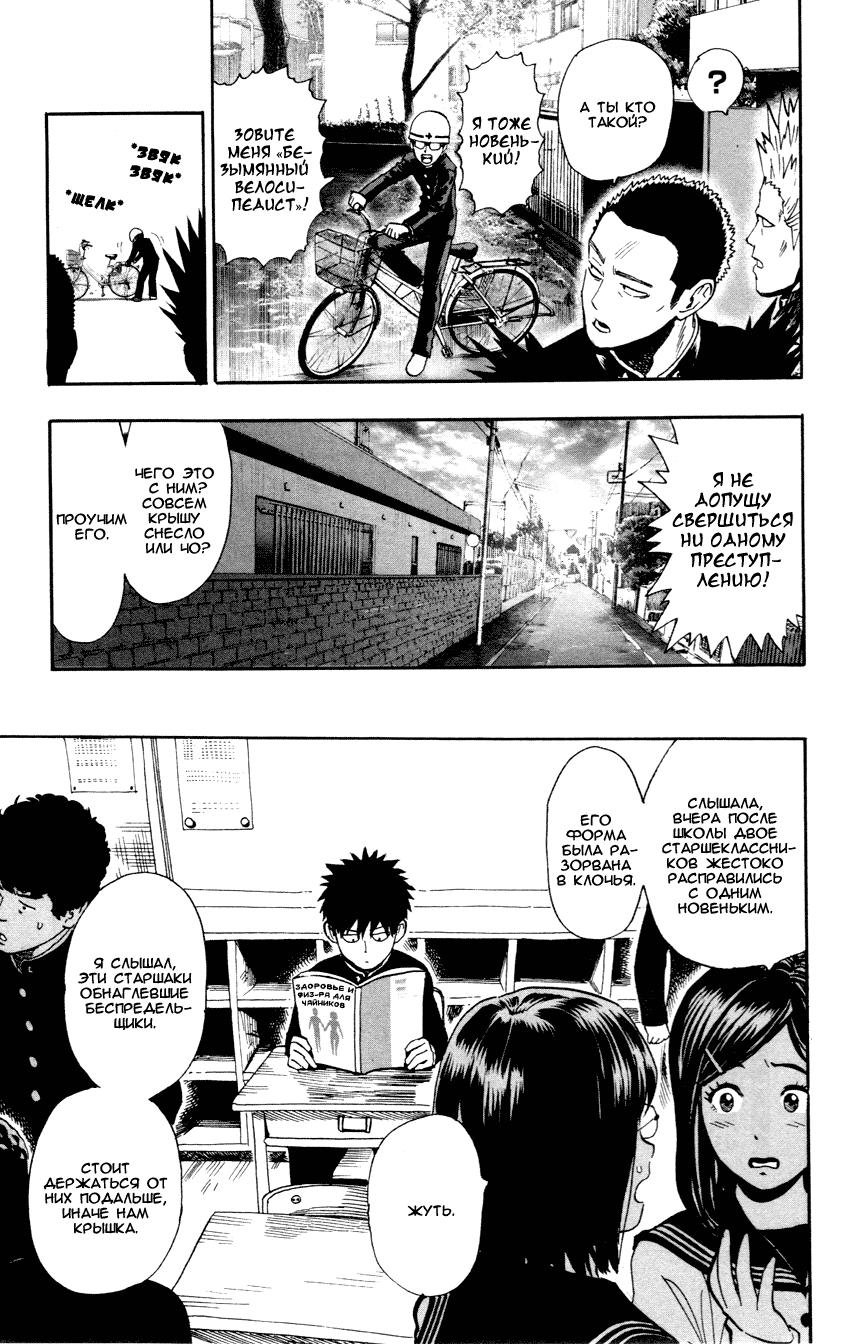 ?
А ТЫ КТО
ТАКОЙ?
Я ТОЖЕ
НОВЕНЬ-
КИЙ!
ЗОВИТЕ
МЕНЯ «БЕ-
ЗЫМЯННЫЙ
ВЕЛОСИ-
ПЕДИСТ»!
*ЗВЯК
ЗВЯК*
*ЩЕЛК*
Я НЕ
ДОПУЩУ
СВЕРШИТЬСЯ
НИ ОДНОМУ
ПРЕСТУП-
ЛЕНИЮ!
ЧЕГО ЭТО
С НИМ?
СОВСЕМ
КРЫШУ
СНЕСЛО
ИЛИ ЧО?
ПРОУЧИМ
ЕГО.
СЛЫШАЛА,
ВЧЕРА ПОСЛЕ
ШКОЛЫ ДВОЕ
СТАРШЕКЛАССНИ-
КОВ ЖЕСТОКО
РАСПРАВИЛИСЬ
С ОДНИМ
НОВЕНЬКИМ.
ЕГО
ФОРМА
БЫЛА РА-
ЗОРВАНА
В КЛОЧЬЯ.
Я СЛЫШАЛ,
ЭТИ СТАРШАКИ
ОБНАГЛЕВШИЕ
БЕСПРЕДЕЛЬ-
ЩИКИ.
ЗДОРОВЬЕ И
ФИЗ-РА ДЛЯ
ЧАЙНИКОВ
СТОИТ
ДЕРЖАТЬСЯ ОТ
НИХ ПОДАЛЬШЕ,
ИНАЧЕ НАМ
КРЫШКА.
ЖУТЬ.